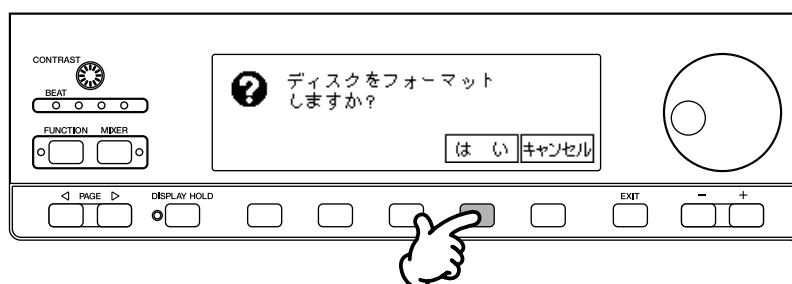 CONTRAST
BEAT
FUNCTION MIXER
ディスクをフォーマット
しますか?
は い キャンセル
◁ PAGE ▷ DISPLAY HOLD EXIT − +